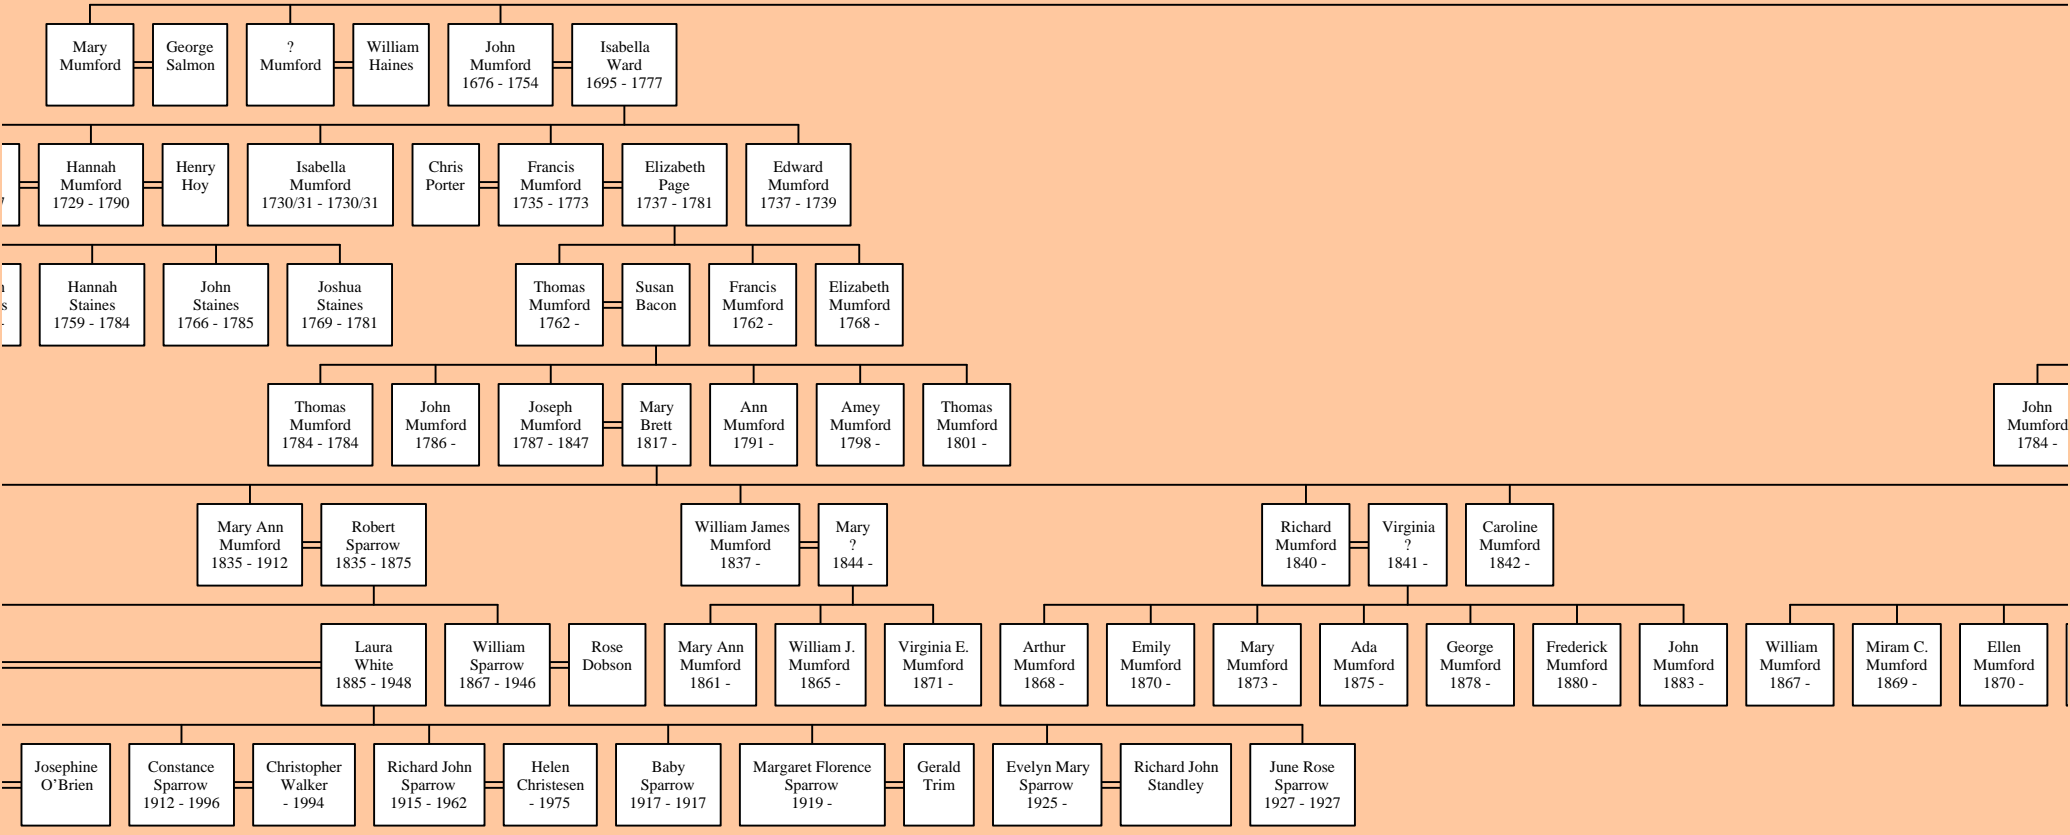 Mary
Mumford
George
Salmon
?
Mumford
William
Haines
John
Mumford
1676 - 1754
Isabella
Ward
1695 - 1777
Hannah
Mumford
1729 - 1790
Henry
Hoy
Isabella
Mumford
1730/31 - 1730/31
Chris
Porter
Francis
Mumford
1735 - 1773
Elizabeth
Page
1737 - 1781
Edward
Mumford
1737 - 1739
Hannah
Staines
1759 - 1784
John
Staines
1766 - 1785
Joshua
Staines
1769 - 1781
Thomas
Mumford
1762 -
Susan
Bacon
Francis
Mumford
1762 -
Elizabeth
Mumford
1768 -
Thomas
Mumford
1784 - 1784
John
Mumford
1786 -
Joseph
Mumford
1787 - 1847
Mary
Brett
1817 -
Ann
Mumford
1791 -
Amey
Mumford
1798 -
Thomas
Mumford
1801 -
John
Mumford
1784 -
Mary Ann
Mumford
1835 - 1912
Robert
Sparrow
1835 - 1875
William James
Mumford
1837 -
Mary
?
1844 -
Richard
Mumford
1840 -
Virginia
?
1841 -
Caroline
Mumford
1842 -
Laura
White
1885 - 1948
William
Sparrow
1867 - 1946
Rose
Dobson
Mary Ann
Mumford
1861 -
William J.
Mumford
1865 -
Virginia E.
Mumford
1871 -
Arthur
Mumford
1868 -
Emily
Mumford
1870 -
Mary
Mumford
1873 -
Ada
Mumford
1875 -
George
Mumford
1878 -
Frederick
Mumford
1880 -
John
Mumford
1883 -
William
Mumford
1867 -
Miram C.
Mumford
1869 -
Ellen
Mumford
1870 -
Josephine
O'Brien
Constance
Sparrow
1912 - 1996
Christopher
Walker
- 1994
Richard John
Sparrow
1915 - 1962
Helen
Christesen
- 1975
Baby
Sparrow
1917 - 1917
Margaret Florence
Sparrow
1919 -
Gerald
Trim
Evelyn Mary
Sparrow
1925 -
Richard John
Standley
June Rose
Sparrow
1927 - 1927